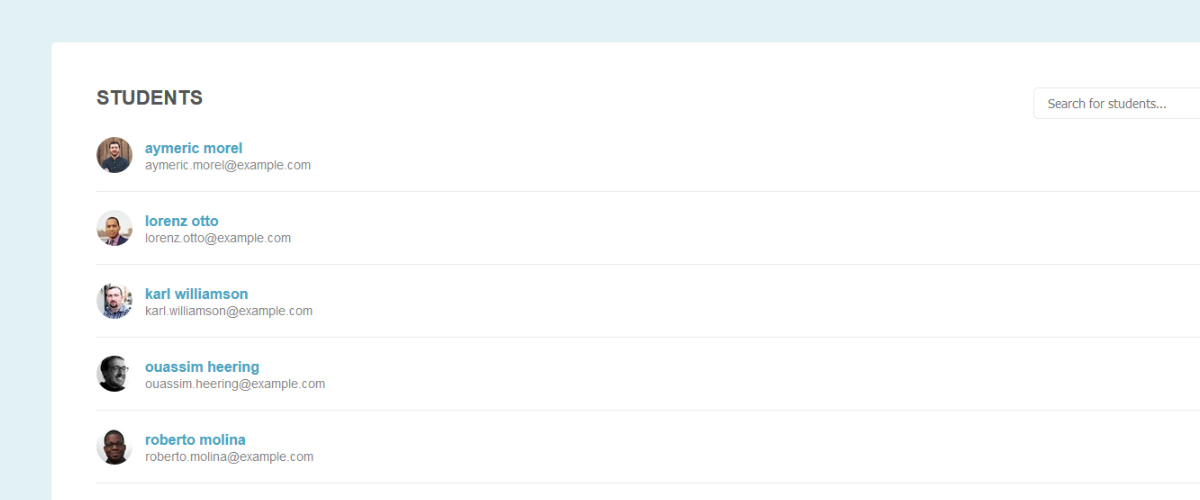 STUDENTS
Search for students...
aymeric morel
aymeric.morel@example.com
lorenz otto
lorenz.otto@example.com
karl williamson
karl.williamson@example.com
ouassim heering
ouassim.heering@example.com
roberto molina
roberto.molina@example.com